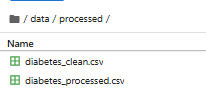 / data / processed /
Name
diabetes_clean.csv
diabetes_processed.csv